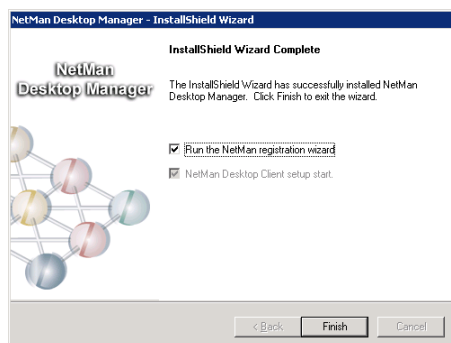 NetMan Desktop Manager - InstallShield Wizard
NetMan
Desktop Manager
InstallShield Wizard Complete
The InstallShield Wizard has successfully installed NetMan
Desktop Manager. Click Finish to exit the wizard.
Run the NetMan registration wizard
NetMan Desktop Client setup start.
< Back
Finish
Cancel